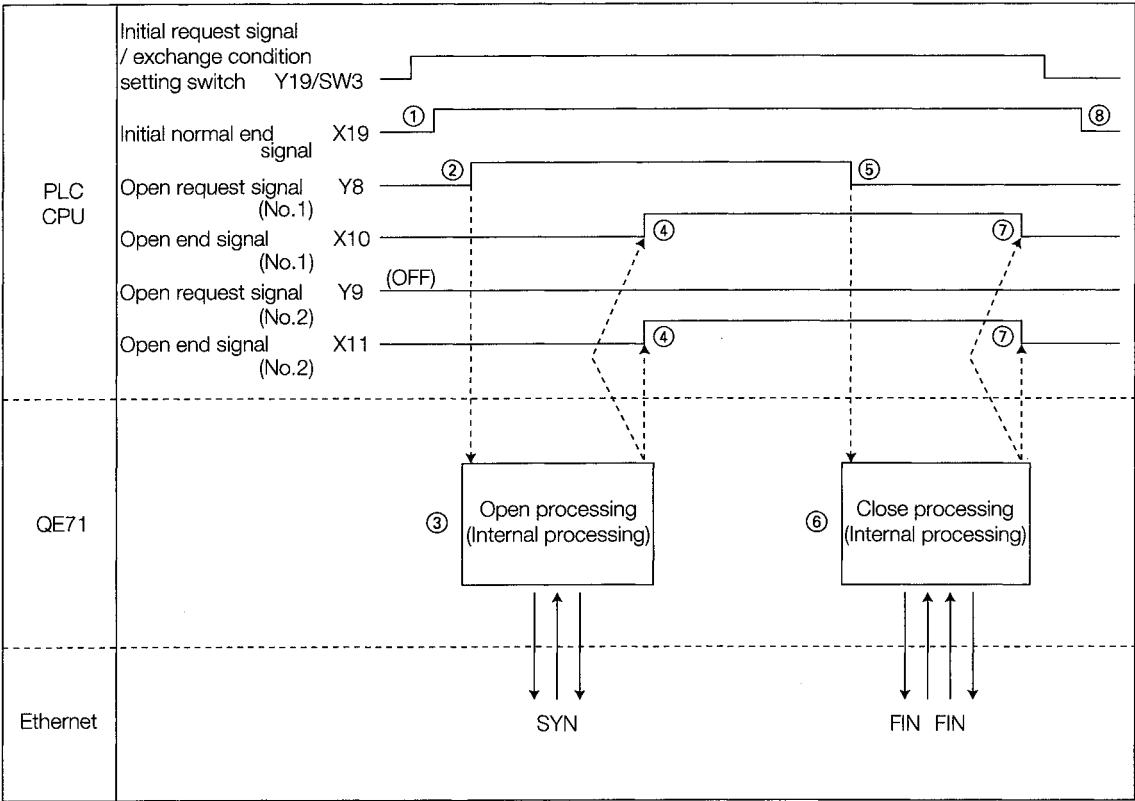 Initial request signal
/ exchange condition
setting switch Y19/SW3
① ⑧
Initial normal end X19
signal
② ⑤
PLC
CPU
Open request signal Y8
(No.1)
④ ⑦
Open end signal X10
(No.1)
(OFF)
Open request signal Y9
(No.2)
④ ⑦
Open end signal X11
(No.2)
QE71
③ Open processing
(Internal processing)
⑥ Close processing
(Internal processing)
Ethernet
SYN
FIN FIN